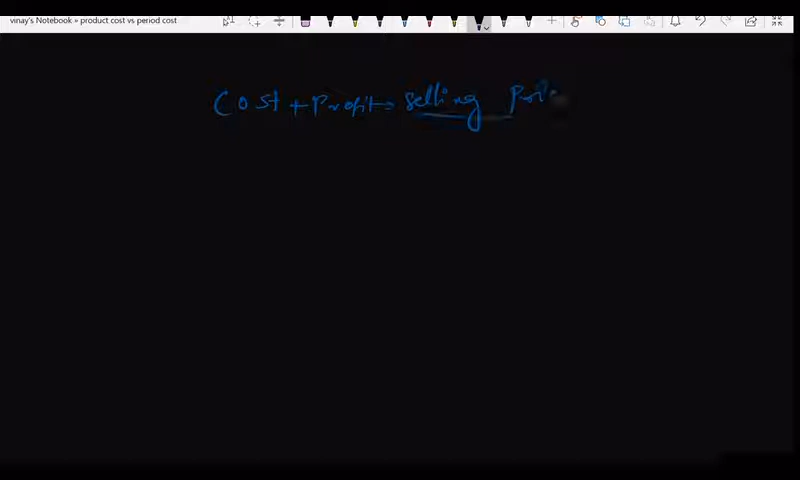 vinay's Notebook » product cost vs period cost
Cost + Profit = Selling